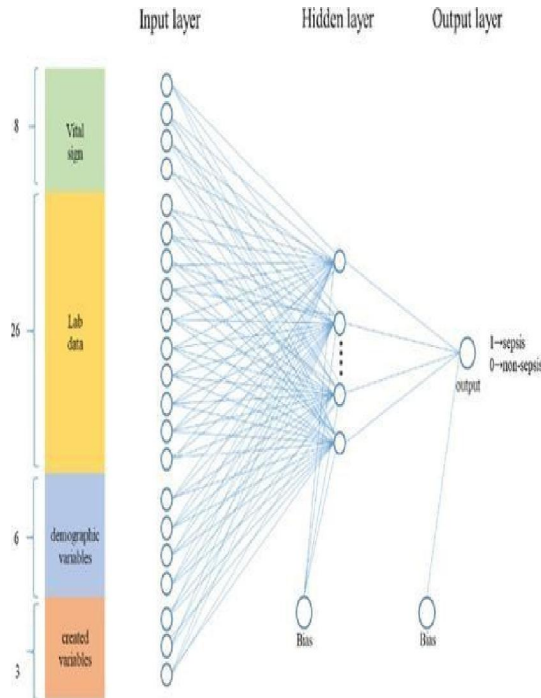 Input layer
Hidden layer
Output layer
8
Vital
sign
26
Lab
data
1→sepsis
0→non-sepsis
output
6
demographic
variables
Bias
Bias
3
created
variables